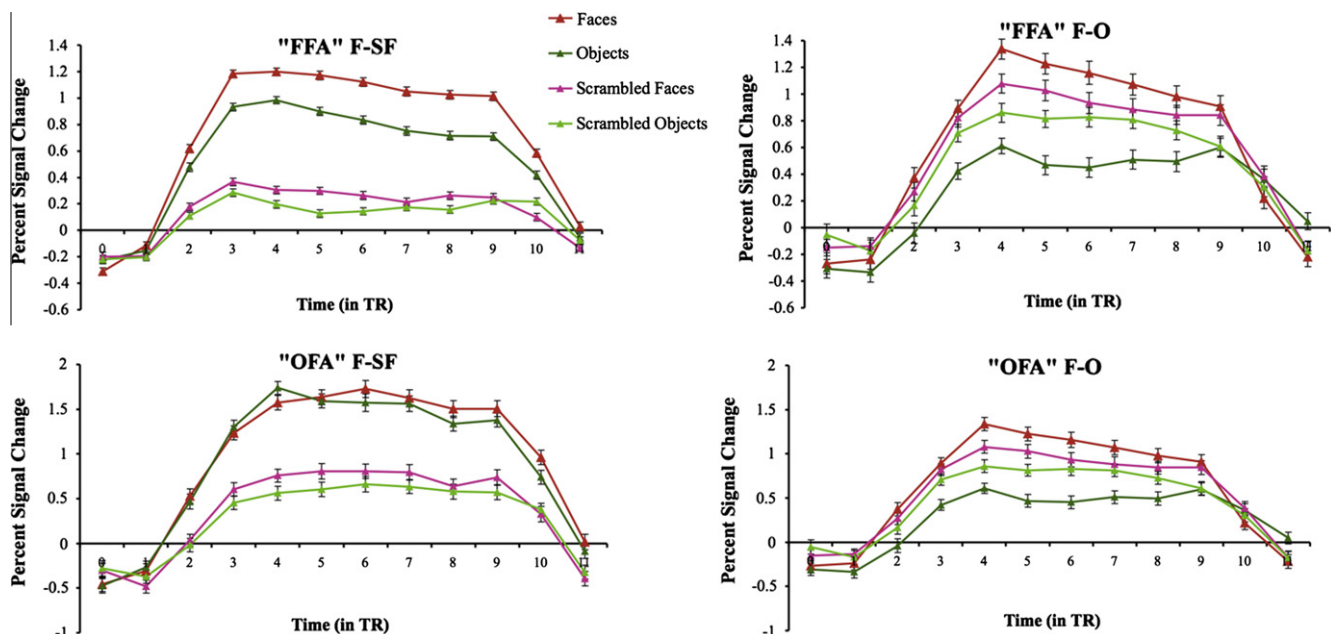 Faces
Objects
Scrambled Faces
Scrambled Objects
"FFA" F-SF
Percent Signal Change
1.4
1.2
1
0.8
0.6
0.4
0.2
0
-0.2
-0.4
-0.6
0 2 3 4 5 6 7 8 9 10
Time (in TR)
"FFA" F-O
Percent Signal Change
1.4
1.2
1
0.8
0.6
0.4
0.2
0
-0.2
-0.4
-0.6
2 3 4 5 6 7 8 9 10
Time (in TR)
"OFA" F-SF
Percent Signal Change
2
1.5
1
0.5
0
-0.5
-1
2 3 4 5 6 7 8 9 10
Time (in TR)
"OFA" F-O
Percent Signal Change
2
1.5
1
0.5
0
-0.5
-1
2 3 4 5 6 7 8 9 10
Time (in TR)